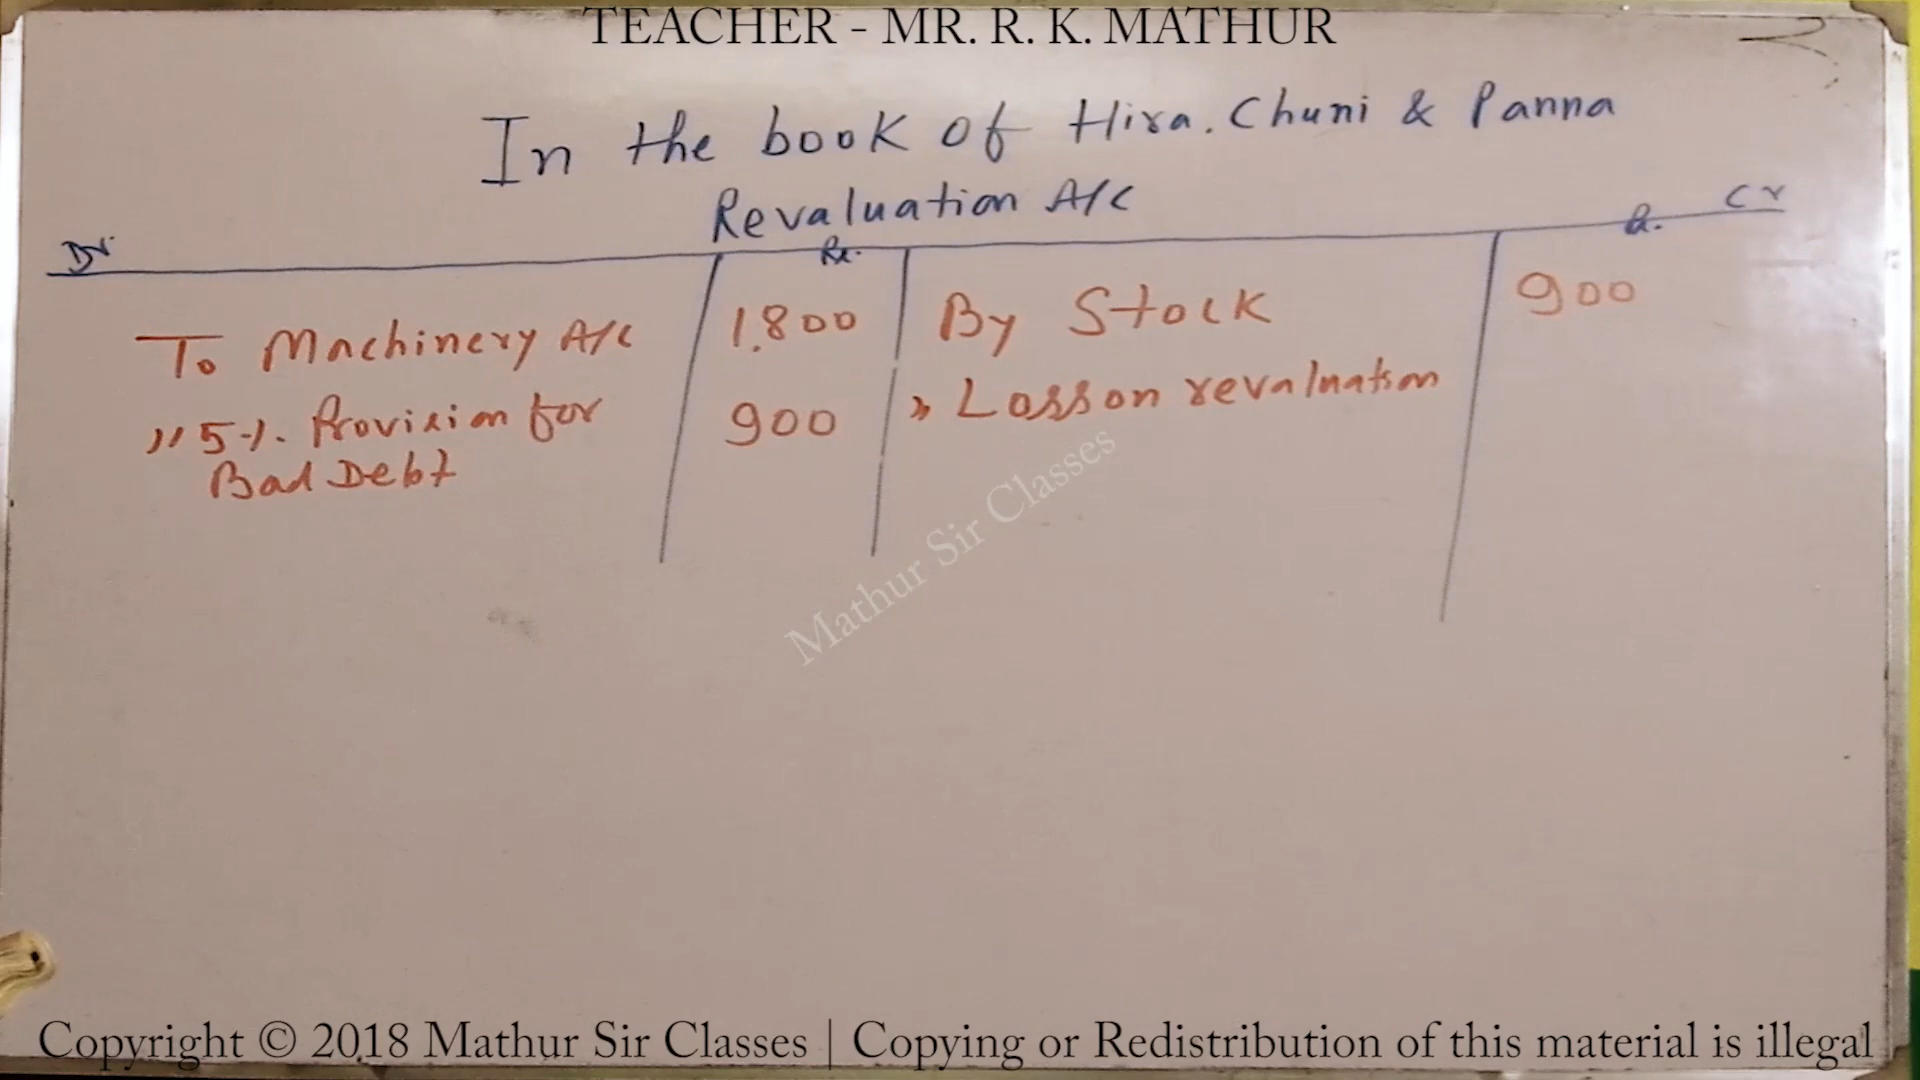 TEACHER - MR. R. K. MATHUR
In the book of Hira. Chuni & Panna
Revaluation A/C
Dr. Rs. Rs. Cr
To Machinery A/C 1,800 By Stock 900
,, 5%. Provision for 900 ,, Loss on revaluation
Bad Debt
Mathur Sir Classes
Copyright © 2018 Mathur Sir Classes | Copying or Redistribution of this material is illegal